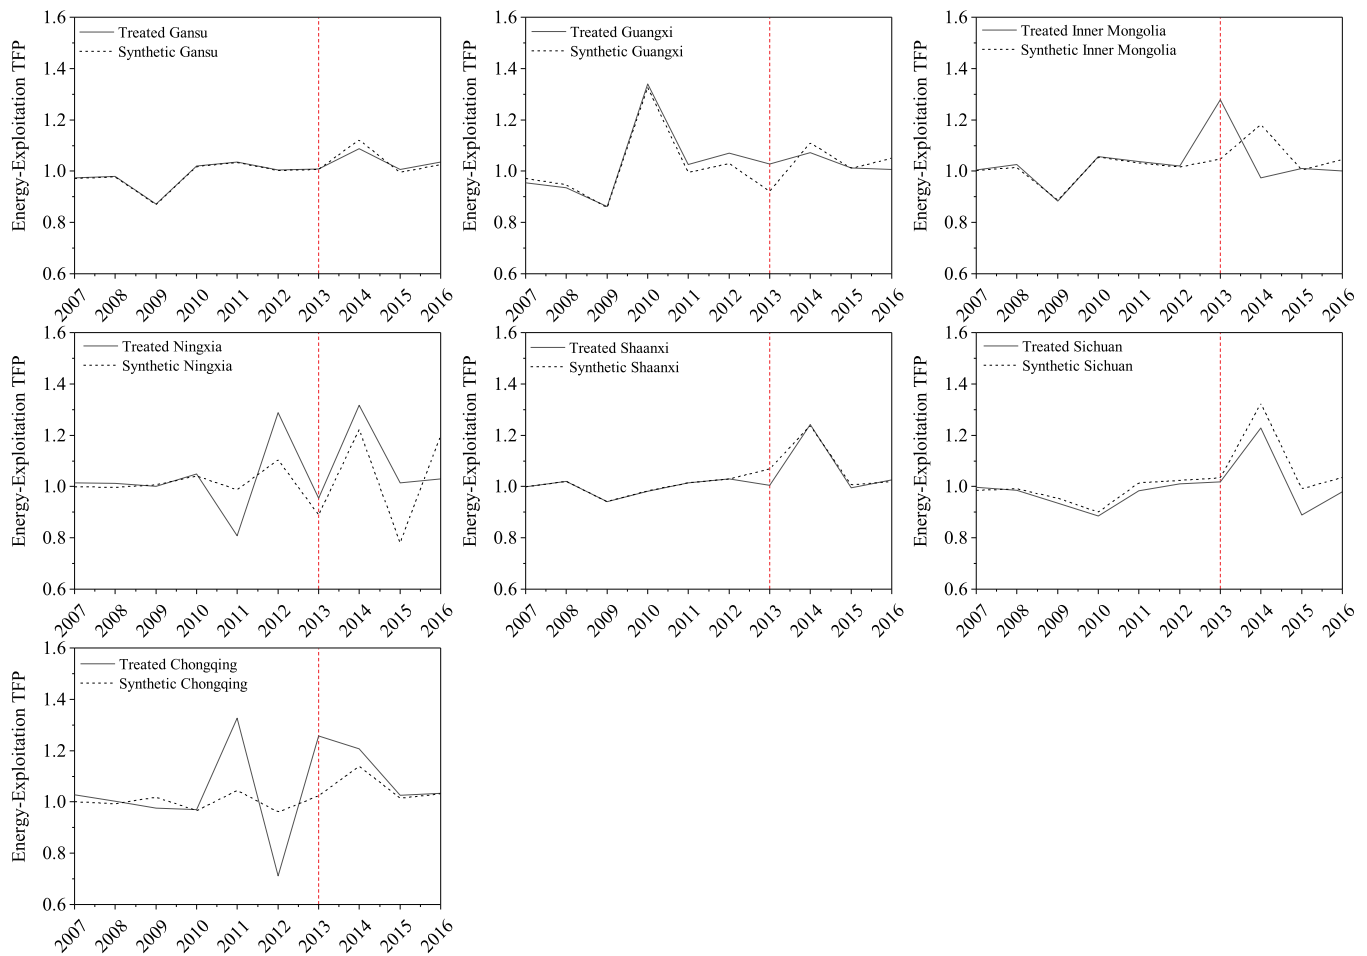 Energy-Exploitation TFP
1.6
1.4
1.2
1.0
0.8
0.6
Treated Gansu
Synthetic Gansu
2007 2008 2009 2010 2011 2012 2013 2014 2015 2016
Energy-Exploitation TFP
1.6
1.4
1.2
1.0
0.8
0.6
Treated Guangxi
Synthetic Guangxi
2007 2008 2009 2010 2011 2012 2013 2014 2015 2016
Energy-Exploitation TFP
1.6
1.4
1.2
1.0
0.8
0.6
Treated Inner Mongolia
Synthetic Inner Mongolia
2007 2008 2009 2010 2011 2012 2013 2014 2015 2016
Energy-Exploitation TFP
1.6
1.4
1.2
1.0
0.8
0.6
Treated Ningxia
Synthetic Ningxia
2007 2008 2009 2010 2011 2012 2013 2014 2015 2016
Energy-Exploitation TFP
1.6
1.4
1.2
1.0
0.8
0.6
Treated Shaanxi
Synthetic Shaanxi
2007 2008 2009 2010 2011 2012 2013 2014 2015 2016
Energy-Exploitation TFP
1.6
1.4
1.2
1.0
0.8
0.6
Treated Sichuan
Synthetic Sichuan
2007 2008 2009 2010 2011 2012 2013 2014 2015 2016
Energy-Exploitation TFP
1.6
1.4
1.2
1.0
0.8
0.6
Treated Chongqing
Synthetic Chongqing
2007 2008 2009 2010 2011 2012 2013 2014 2015 2016